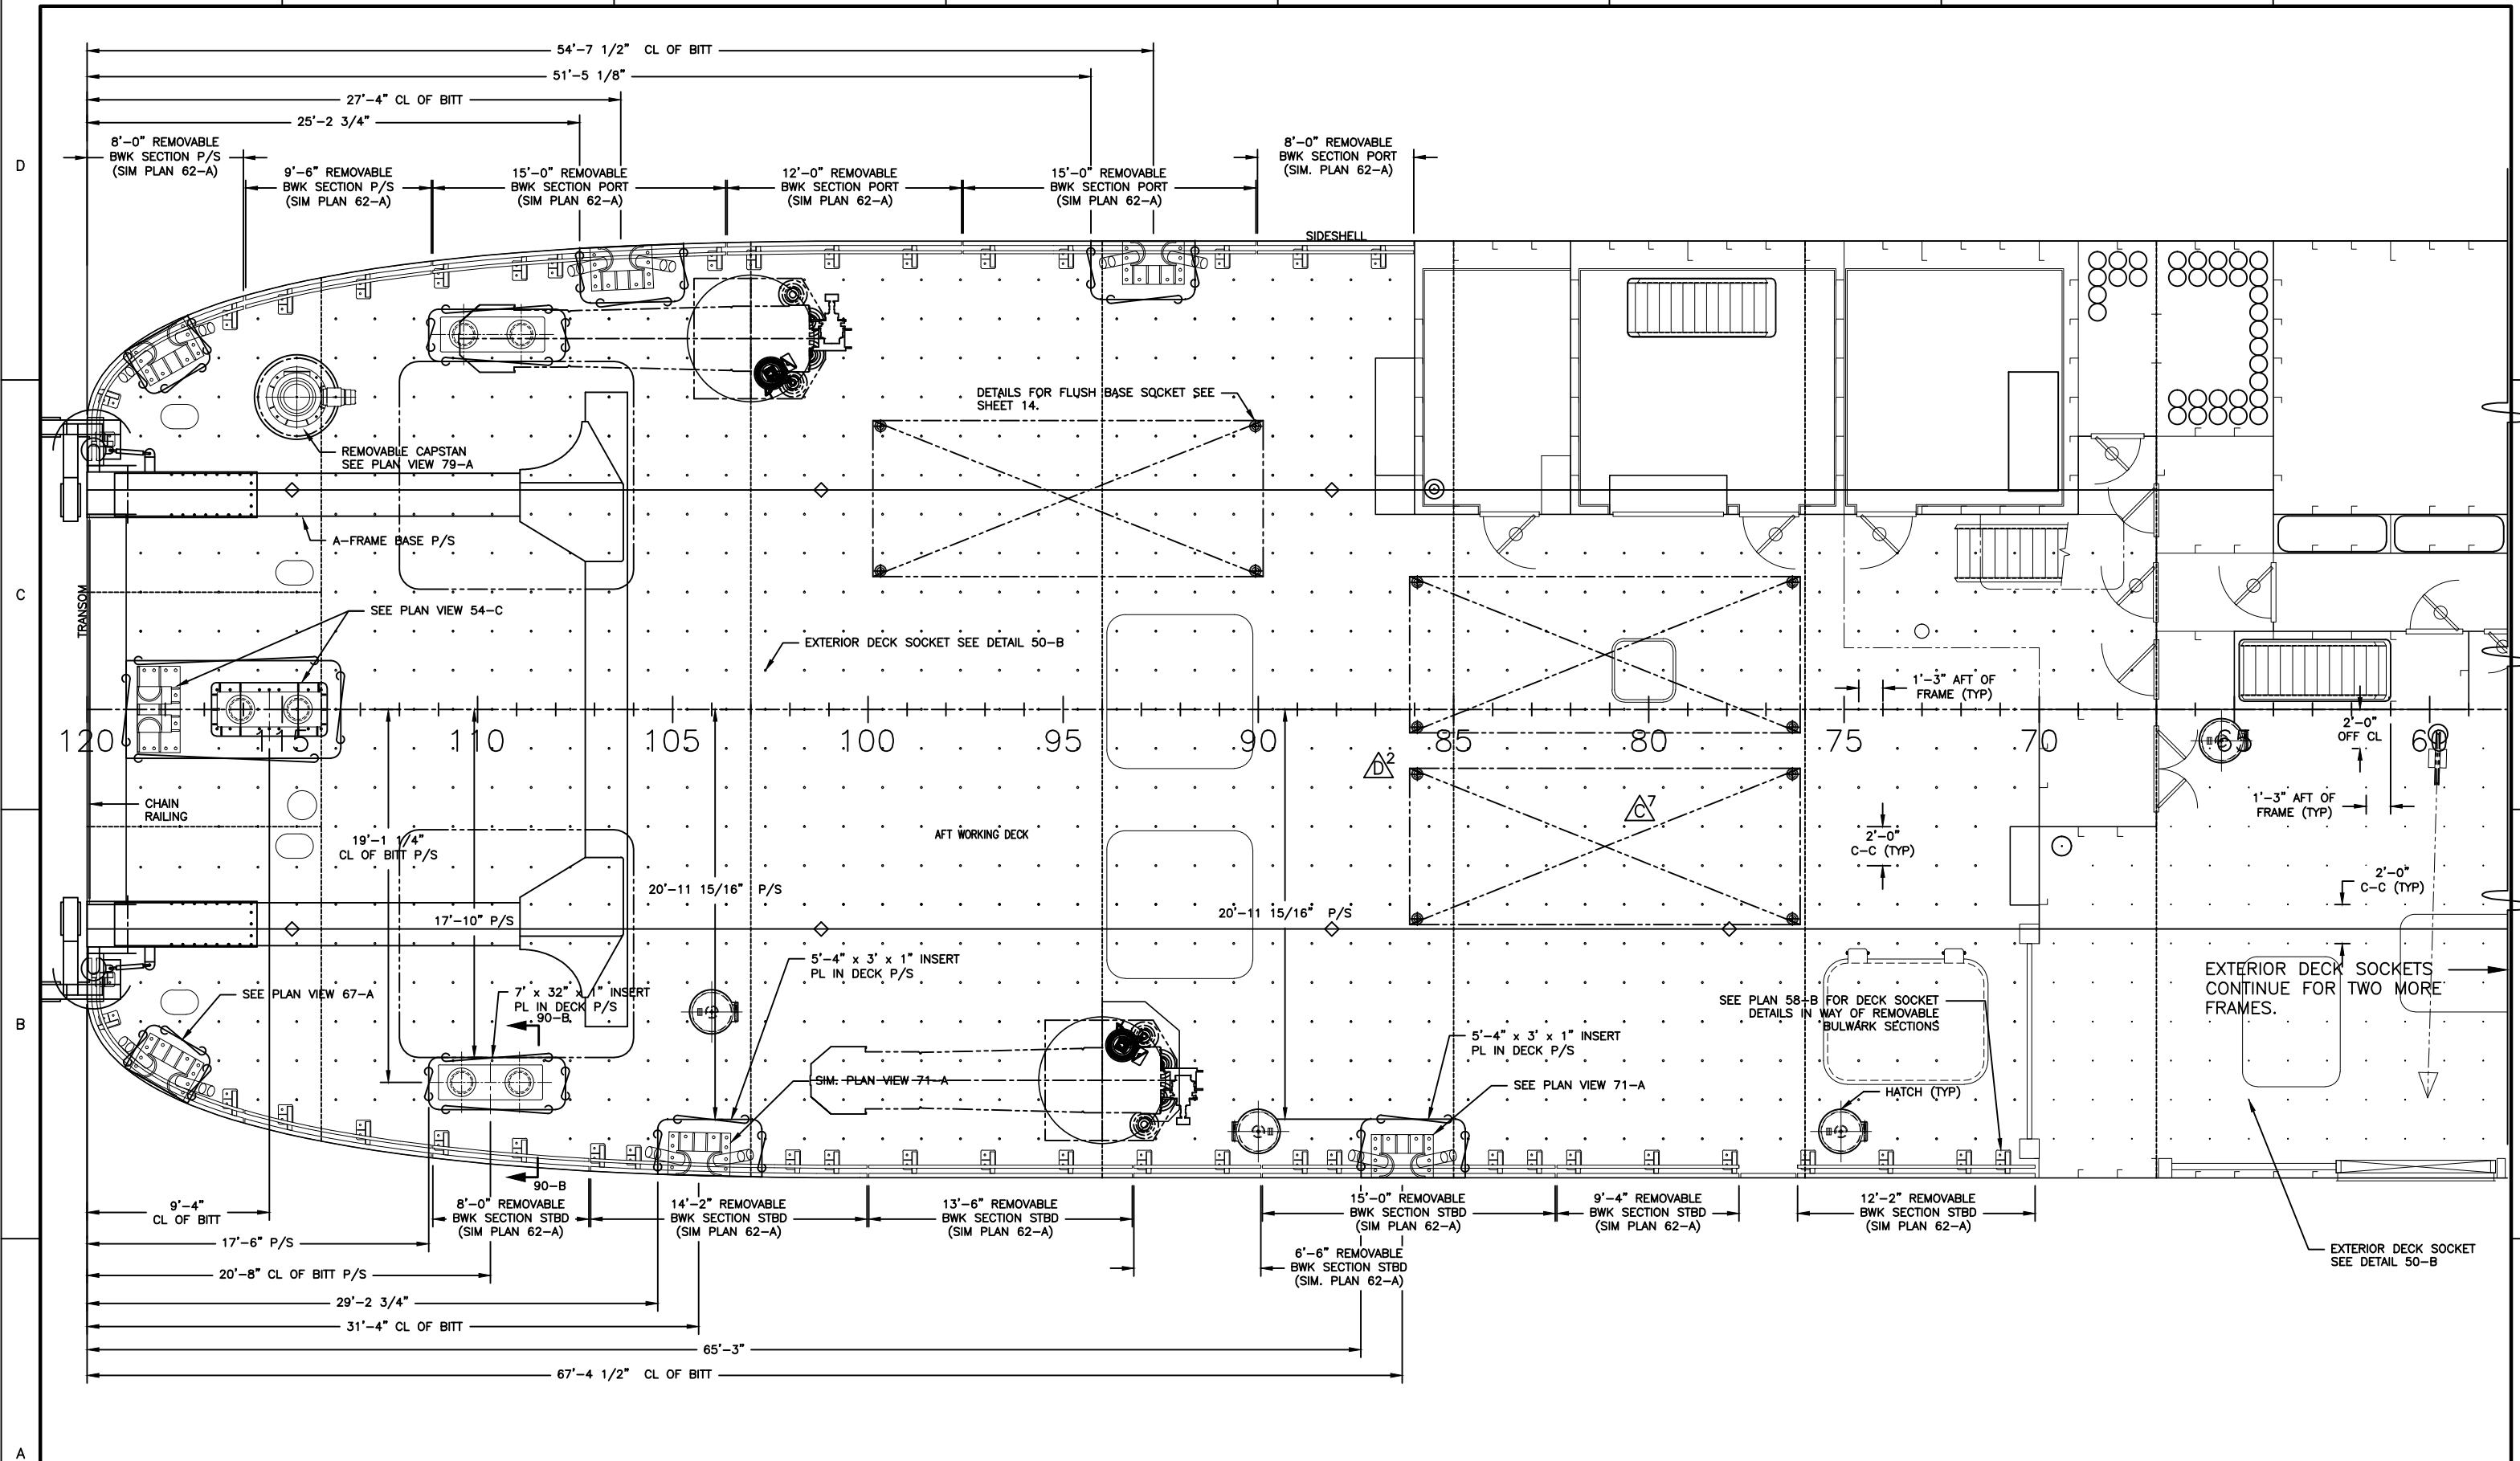 54'-7 1/2" CL OF BITT
51'-5 1/8"
27'-4" CL OF BITT
25'-2 3/4"
8'-0" REMOVABLE
BWK SECTION P/S
(SIM PLAN 62-A)
9'-6" REMOVABLE
BWK SECTION P/S
(SIM PLAN 62-A)
15'-0" REMOVABLE
BWK SECTION PORT
(SIM PLAN 62-A)
12'-0" REMOVABLE
BWK SECTION PORT
(SIM PLAN 62-A)
15'-0" REMOVABLE
BWK SECTION PORT
(SIM PLAN 62-A)
8'-0" REMOVABLE
BWK SECTION PORT
(SIM. PLAN 62-A)
D
SIDESHELL
DETAILS FOR FLUSH BASE SOCKET SEE
SHEET 14.
REMOVABLE CAPSTAN
SEE PLAN VIEW 79-A
A-FRAME BASE P/S
C
TRANSOM
SEE PLAN VIEW 54-C
EXTERIOR DECK SOCKET SEE DETAIL 50-B
1'-3" AFT OF
FRAME (TYP)
2'-0"
OFF CL
120 115 110 105 100 95 90 85 80 75 70
D 2
C 7
CHAIN
RAILING
1'-3" AFT OF
FRAME (TYP)
19'-1 1/4"
CL OF BITT P/S
AFT WORKING DECK
2'-0"
C-C (TYP)
2'-0"
C-C (TYP)
20'-11 15/16" P/S
17'-10" P/S
20'-11 15/16" P/S
5'-4" x 3' x 1" INSERT
PL IN DECK P/S
EXTERIOR DECK SOCKETS
CONTINUE FOR TWO MORE
FRAMES.
B
SEE PLAN VIEW 67-A
7' x 32" x 1" INSERT
PL IN DECK P/S
90-B
SEE PLAN 58-B FOR DECK SOCKET
DETAILS IN WAY OF REMOVABLE
BULWARK SECTIONS
5'-4" x 3' x 1" INSERT
PL IN DECK P/S
SIM. PLAN VIEW 71-A
SEE PLAN VIEW 71-A
HATCH (TYP)
90-B
9'-4"
CL OF BITT
8'-0" REMOVABLE
BWK SECTION STBD
(SIM PLAN 62-A)
14'-2" REMOVABLE
BWK SECTION STBD
(SIM PLAN 62-A)
13'-6" REMOVABLE
BWK SECTION STBD
(SIM PLAN 62-A)
15'-0" REMOVABLE
BWK SECTION STBD
(SIM PLAN 62-A)
9'-4" REMOVABLE
BWK SECTION STBD
(SIM PLAN 62-A)
12'-2" REMOVABLE
BWK SECTION STBD
(SIM PLAN 62-A)
17'-6" P/S
6'-6" REMOVABLE
BWK SECTION STBD
(SIM. PLAN 62-A)
EXTERIOR DECK SOCKET
SEE DETAIL 50-B
20'-8" CL OF BITT P/S
29'-2 3/4"
31'-4" CL OF BITT
65'-3"
67'-4 1/2" CL OF BITT
A